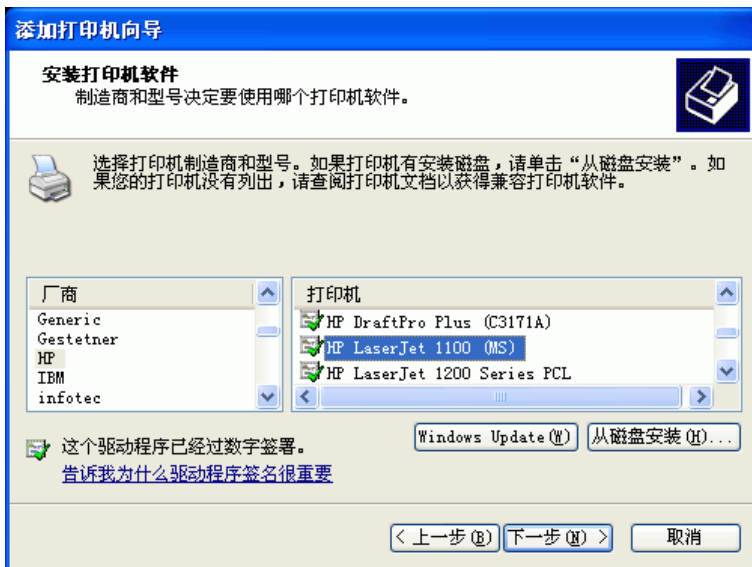 添加打印机向导
安装打印机软件
制造商和型号决定要使用哪个打印机软件。
选择打印机制造商和型号。如果打印机有安装磁盘，请单击“从磁盘安装”。如
果您的打印机没有列出，请查阅打印机文档以获得兼容打印机软件。
厂商
Generic
Gestetner
HP
IBM
infotec
打印机
HP DraftPro Plus (C3171A)
HP LaserJet 1100 (MS)
HP LaserJet 1200 Series PCL
这个驱动程序已经过数字签署。
告诉我为什么驱动程序签名很重要
Windows Update(W)
从磁盘安装(H)...
< 上一步(B)
下一步(N) >
取消